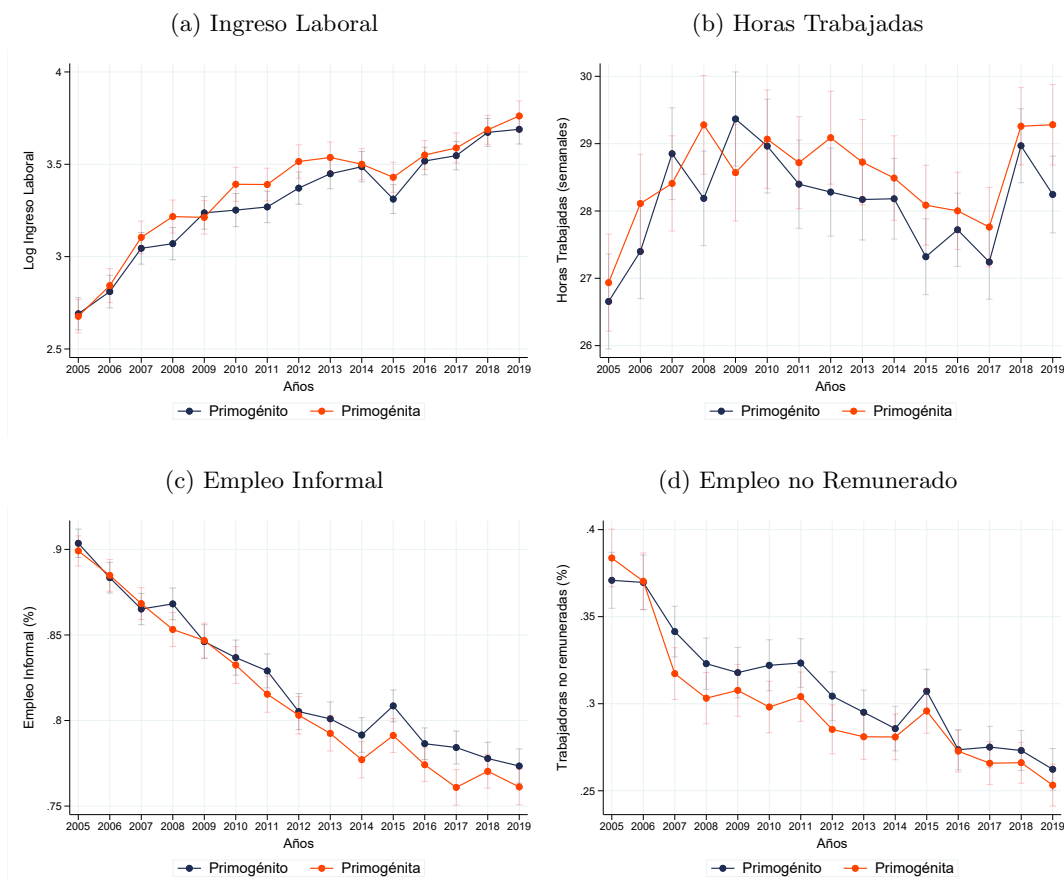 (a) Ingreso Laboral
4
3.5
3
2.5
Log Ingreso Laboral
2005 2006 2007 2008 2009 2010 2011 2012 2013 2014 2015 2016 2017 2018 2019
Años
Primogénito Primogénita
(b) Horas Trabajadas
30
29
28
27
26
Horas Trabajadas (semanales)
2005 2006 2007 2008 2009 2010 2011 2012 2013 2014 2015 2016 2017 2018 2019
Años
Primogénito Primogénita
(c) Empleo Informal
.9
.85
.8
.75
Empleo Informal (%)
2005 2006 2007 2008 2009 2010 2011 2012 2013 2014 2015 2016 2017 2018 2019
Años
Primogénito Primogénita
(d) Empleo no Remunerado
.4
.35
.3
.25
Trabajadoras no remuneradas (%)
2005 2006 2007 2008 2009 2010 2011 2012 2013 2014 2015 2016 2017 2018 2019
Años
Primogénito Primogénita